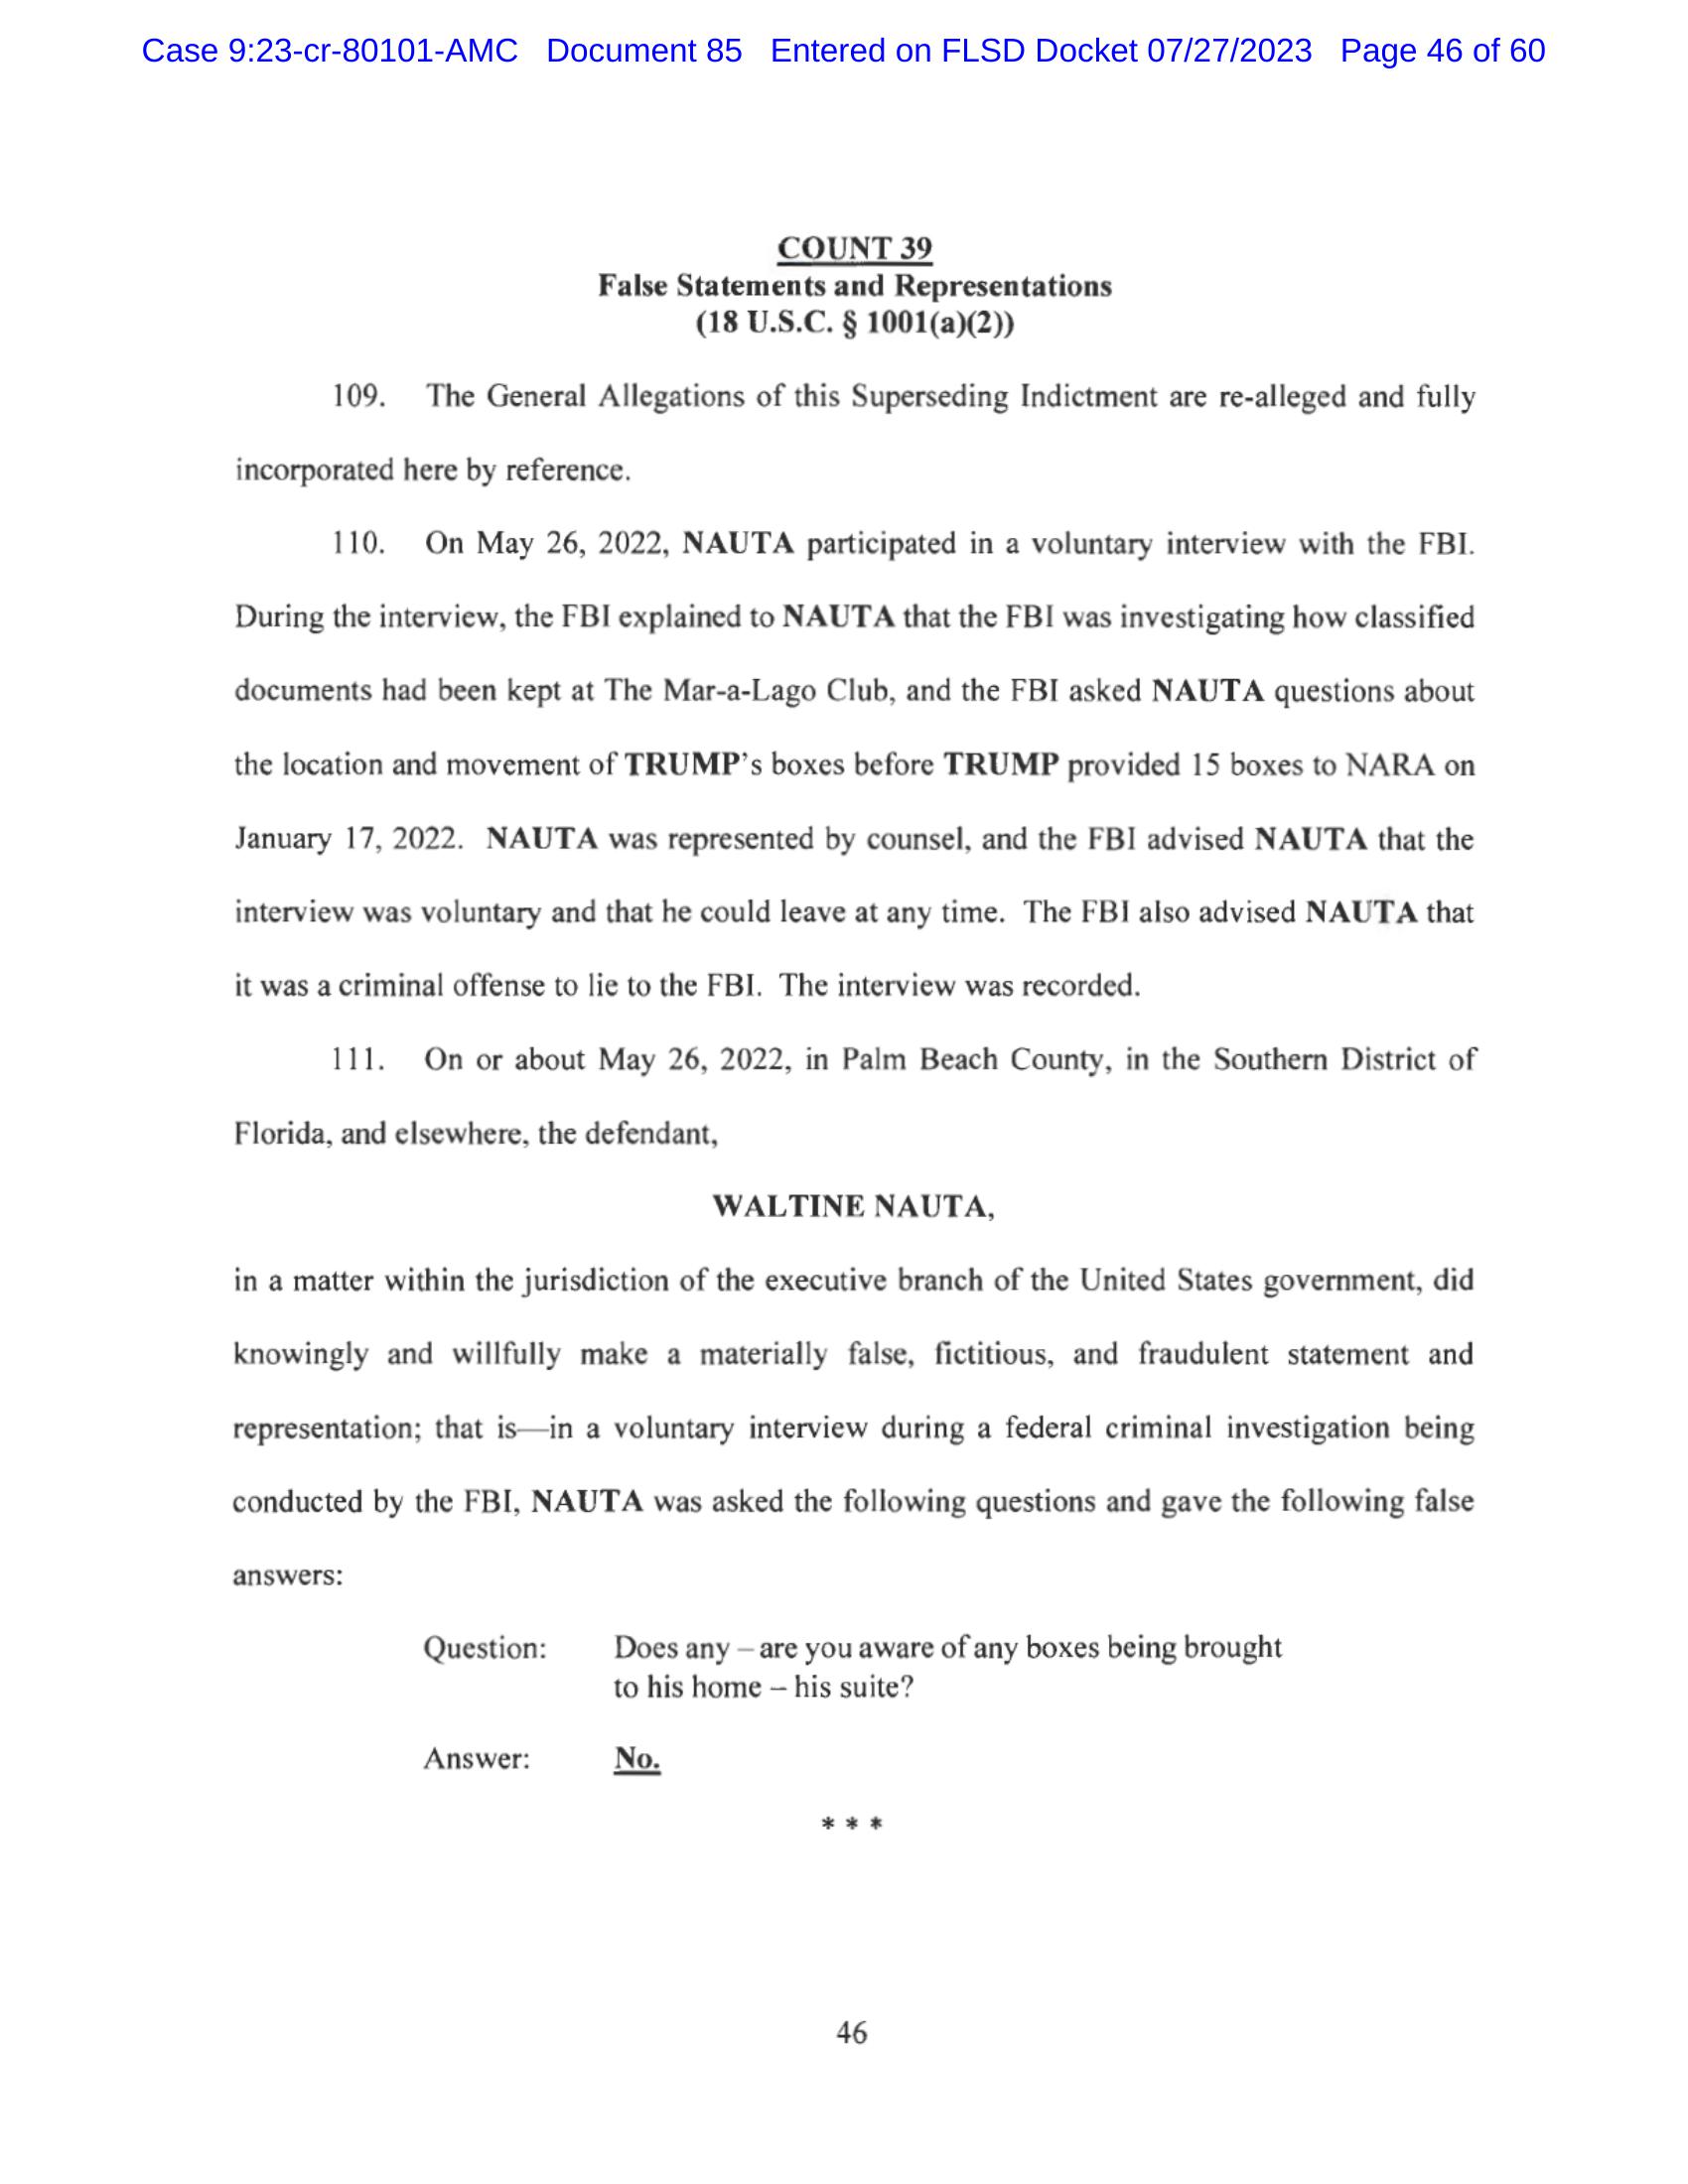 Case 9:23-cr-80101-AMC Document 85 Entered on FLSD Docket 07/27/2023 Page 46 of 60
COUNT 39
False Statements and Representations
(18 U.S.C. § 1001(a)(2))
109. The General Allegations of this Superseding Indictment are re-alleged and fully
incorporated here by reference.
110. On May 26, 2022, NAUTA participated in a voluntary interview with the FBI.
During the interview, the FBI explained to NAUTA that the FBI was investigating how classified
documents had been kept at The Mar-a-Lago Club, and the FBI asked NAUTA questions about
the location and movement of TRUMP's boxes before TRUMP provided 15 boxes to NARA on
January 17, 2022. NAUTA was represented by counsel, and the FBI advised NAUTA that the
interview was voluntary and that he could leave at any time. The FBI also advised NAUTA that
it was a criminal offense to lie to the FBI. The interview was recorded.
111. On or about May 26, 2022, in Palm Beach County, in the Southern District of
Florida, and elsewhere, the defendant,
WALTINE NAUTA,
in a matter within the jurisdiction of the executive branch of the United States government, did
knowingly and willfully make a materially false, fictitious, and fraudulent statement and
representation; that is—in a voluntary interview during a federal criminal investigation being
conducted by the FBI, NAUTA was asked the following questions and gave the following false
answers:
Question: Does any – are you aware of any boxes being brought
to his home – his suite?
Answer: No.
* * *
46